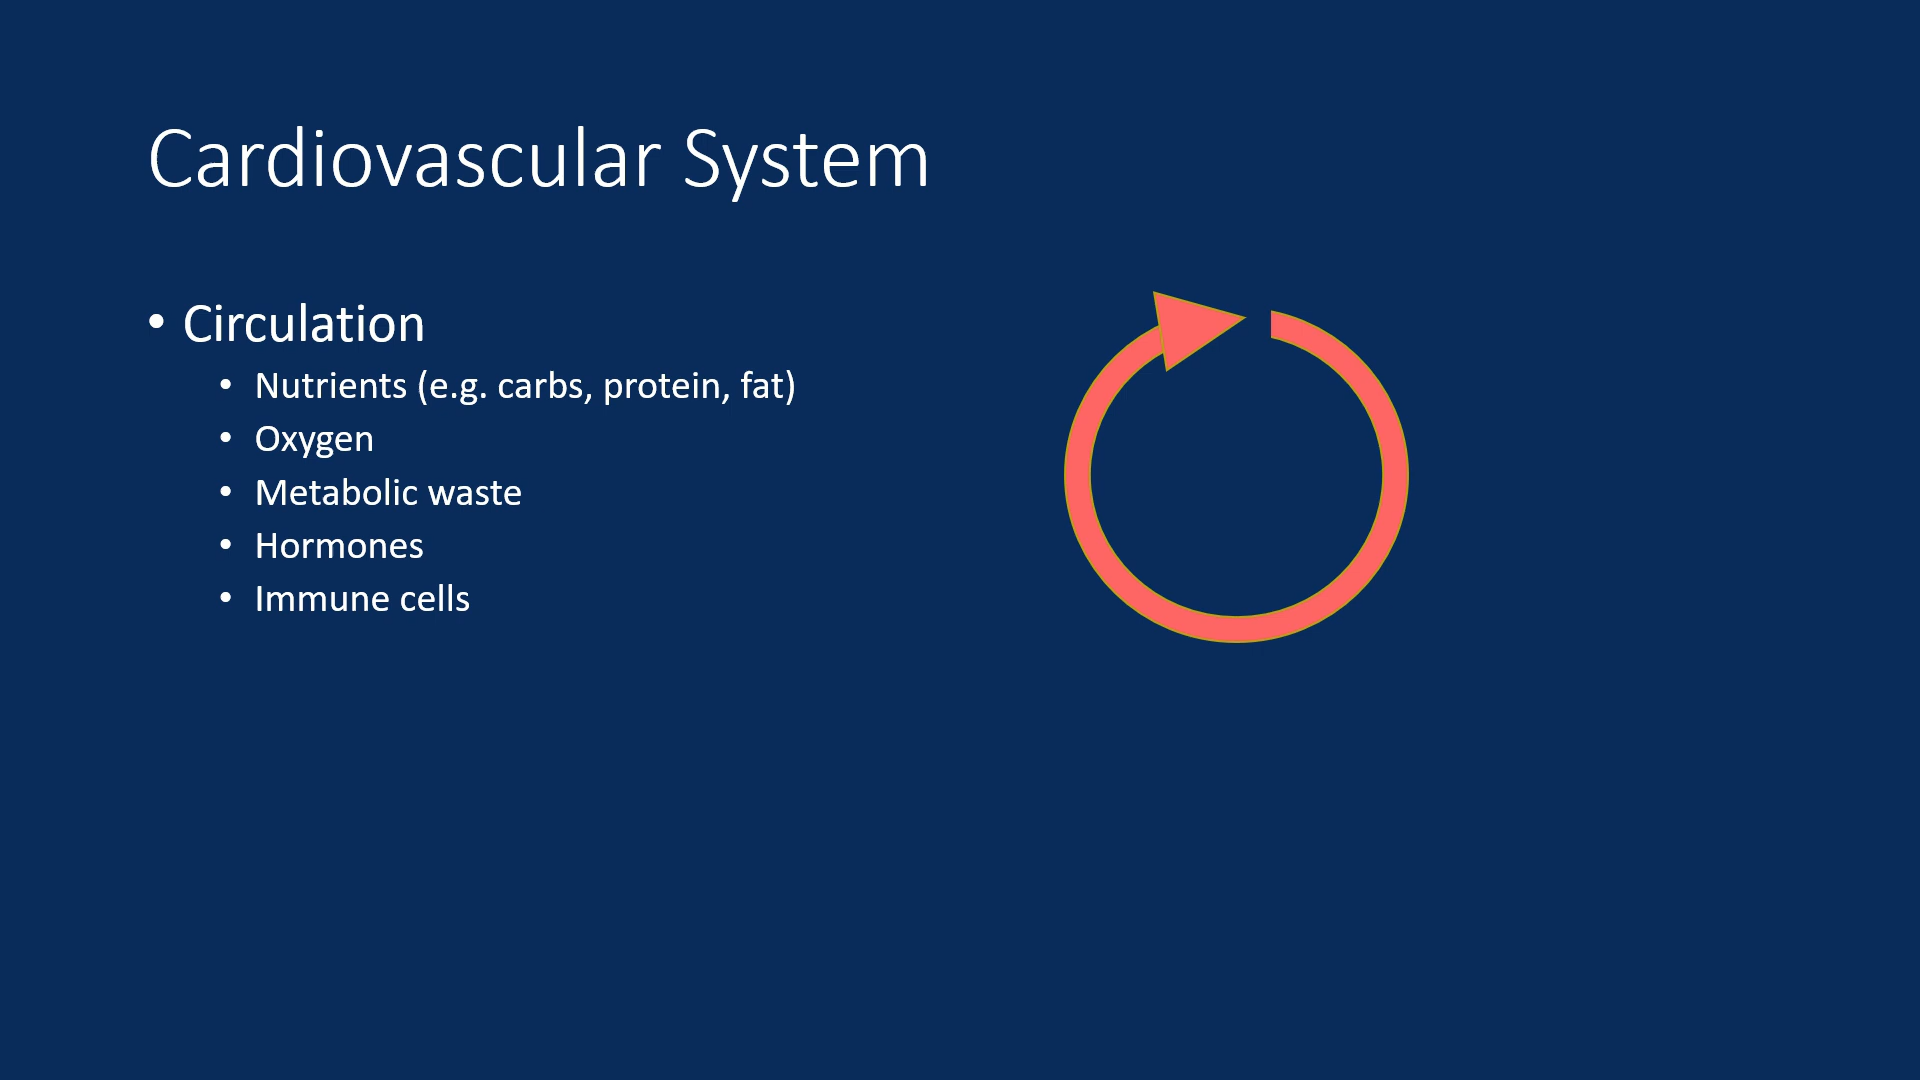 Cardiovascular System
• Circulation
• Nutrients (e.g. carbs, protein, fat)
• Oxygen
• Metabolic waste
• Hormones
• Immune cells